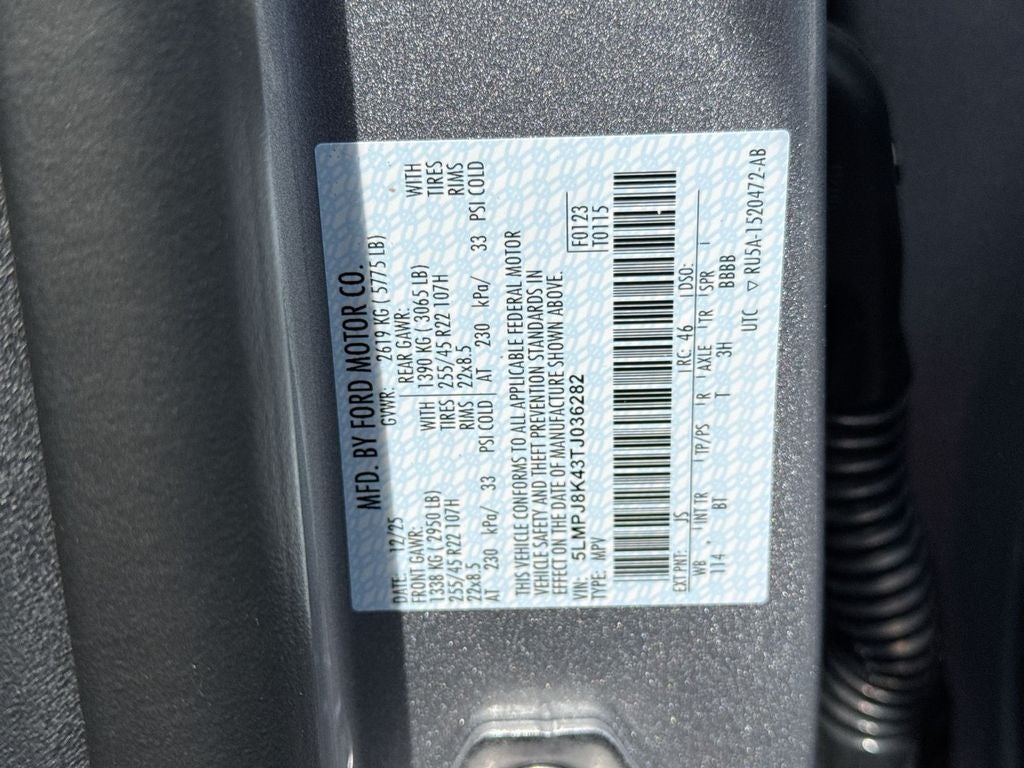 MFD. BY FORD MOTOR CO.
DATE: 12/25 GVWR: 2619 KG ( 5775 LB)
FRONT GAWR: REAR GAWR: WITH
1338 KG ( 2950 LB) WITH 1390 KG ( 3065 LB) TIRES
255/45 R22 107H TIRES 255/45 R22 107H RIMS
22x8.5 RIMS 22x8.5
AT 230 kPa/ 33 PSI COLD AT 230 kPa/ 33 PSI COLD
THIS VEHICLE CONFORMS TO ALL APPLICABLE FEDERAL MOTOR
VEHICLE SAFETY AND THEFT PREVENTION STANDARDS IN
EFFECT ON THE DATE OF MANUFACTURE SHOWN ABOVE.
VIN: 5LMPJ8K43TJ036282 F0123
TYPE: MPV T0115
EXT PNT: JS RC: 46 DSO:
WB INT TR TP/PS R AXLE TR SPR
114 BT T 3H BBBB
UTC ▽ RU5A-1520472-AB